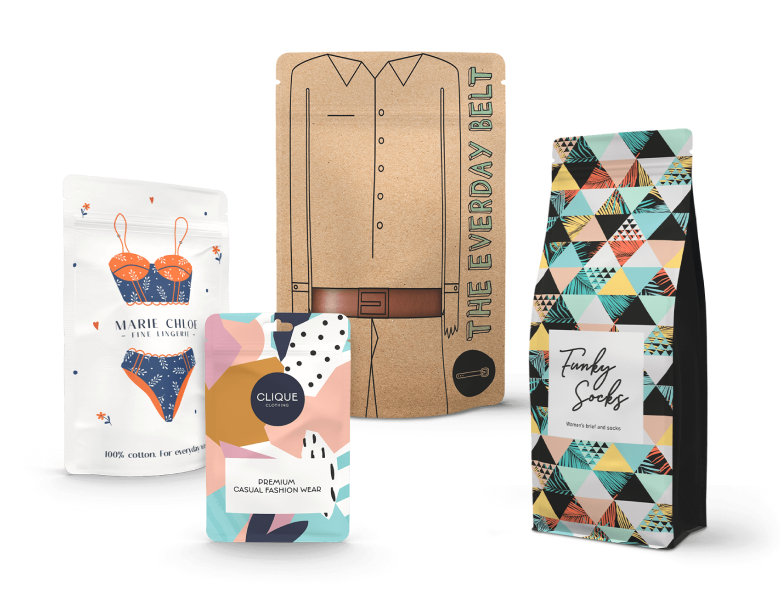 THE EVERDAY BELT
MARIE CHLOE
- FINE LINGERIE -
100% cotton. For everyday
CLIQUE
CLOTHING
PREMIUM
CASUAL FASHION WEAR
Funky
Socks
Women's brief and socks